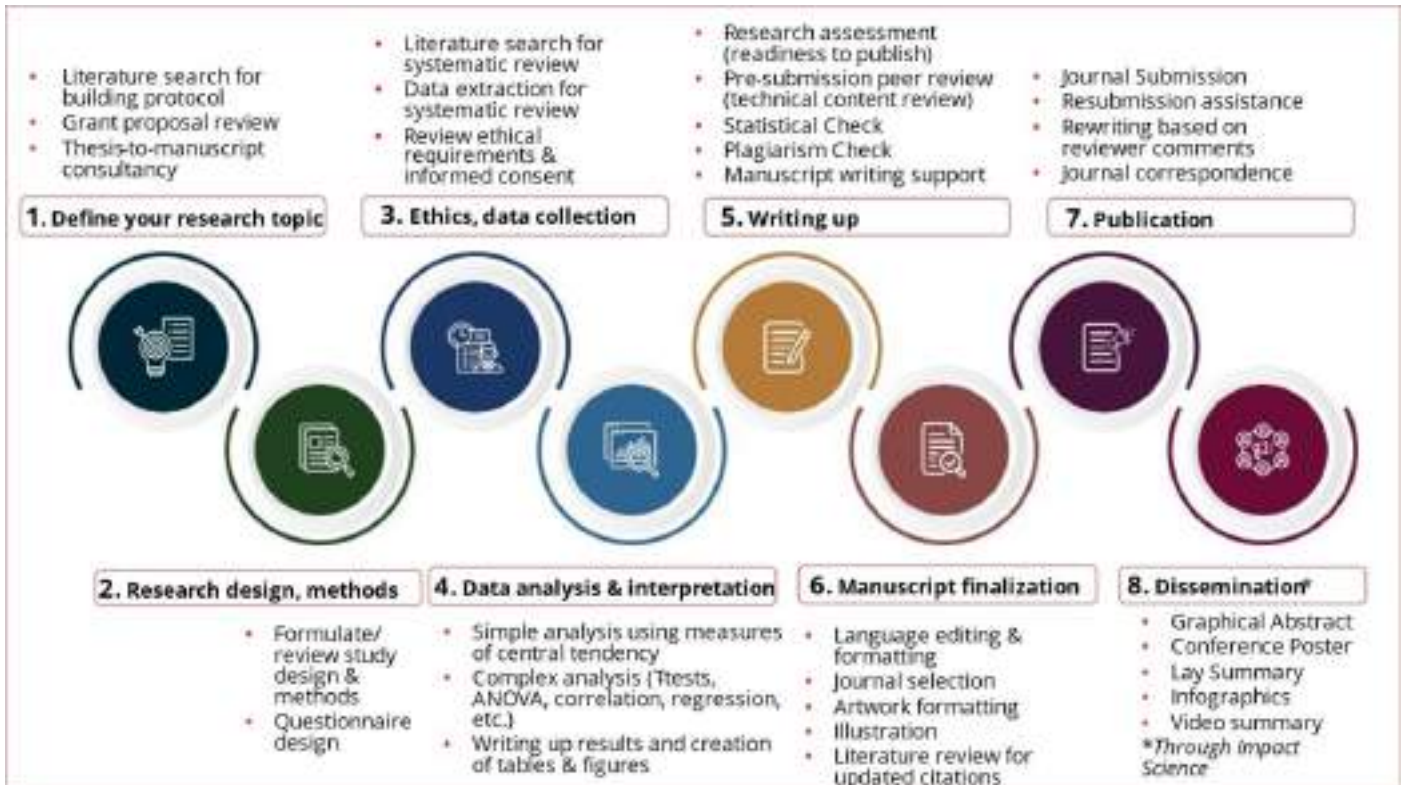 • Literature search for
building protocol
• Grant proposal review
• Thesis-to-manuscript
consultancy
1. Define your research topic
• Literature search for
systematic review
• Data extraction for
systematic review
• Review ethical
requirements &
informed consent
3. Ethics, data collection
• Research assessment
(readiness to publish)
• Pre-submission peer review
(technical content review)
• Statistical Check
• Plagiarism Check
• Manuscript writing support
5. Writing up
• Journal Submission
• Resubmission assistance
• Rewriting based on
reviewer comments
• Journal correspondence
7. Publication
2. Research design, methods
• Formulate/
review study
design &
methods
• Questionnaire
design
4. Data analysis & interpretation
• Simple analysis using measures
of central tendency
• Complex analysis (Ttests,
ANOVA, correlation, regression,
etc.)
• Writing up results and creation
of tables & figures
6. Manuscript finalization
• Language editing &
formatting
• Journal selection
• Artwork formatting
• Illustration
• Literature review for
updated citations
8. Dissemination*
• Graphical Abstract
• Conference Poster
• Lay Summary
• Infographics
• Video summary
*Through Impact
Science